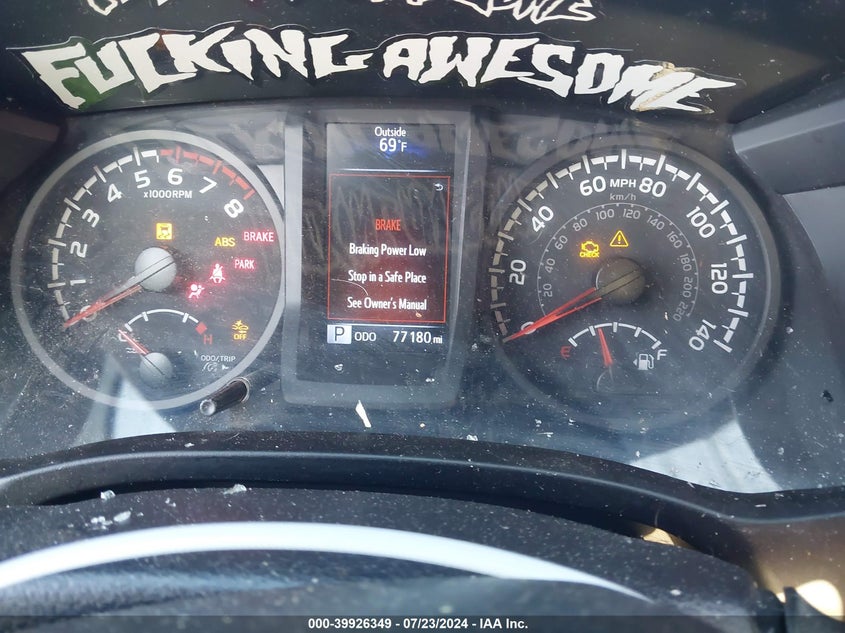 FUCKING AWESOME
Outside
69°F
BRAKE
Braking Power Low
Stop in a Safe Place
See Owner's Manual
P ODO 77180 mi
1 2 3 4 5 6 7 8
x1000RPM
ABS BRAKE
PARK
OFF
C H
ODO/TRIP
20 40 60 MPH 80 100 120 140
km/h
20 40 60 80 100 120 140 160 180 200 220
CHECK
E F
000-39926349 - 07/23/2024 - IAA Inc.